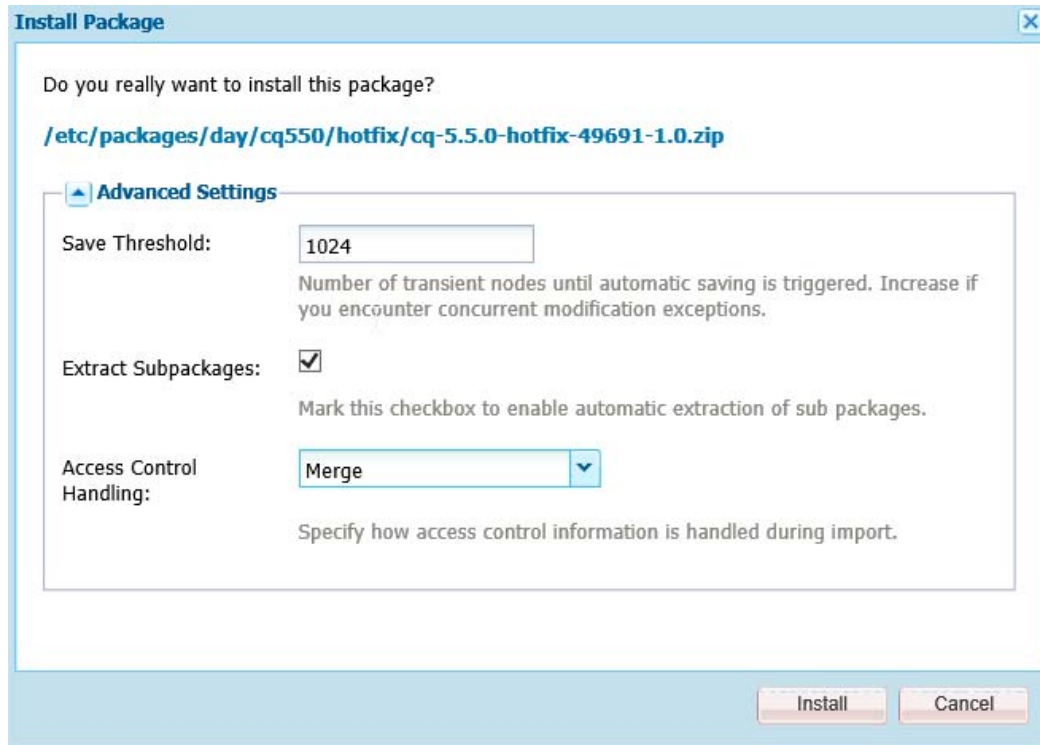 Install Package
Do you really want to install this package?
/etc/packages/day/cq550/hotfix/cq-5.5.0-hotfix-49691-1.0.zip
Advanced Settings
Save Threshold:
1024
Number of transient nodes until automatic saving is triggered. Increase if
you encounter concurrent modification exceptions.
Extract Subpackages:
Mark this checkbox to enable automatic extraction of sub packages.
Access Control
Handling:
Merge
Specify how access control information is handled during import.
Install
Cancel